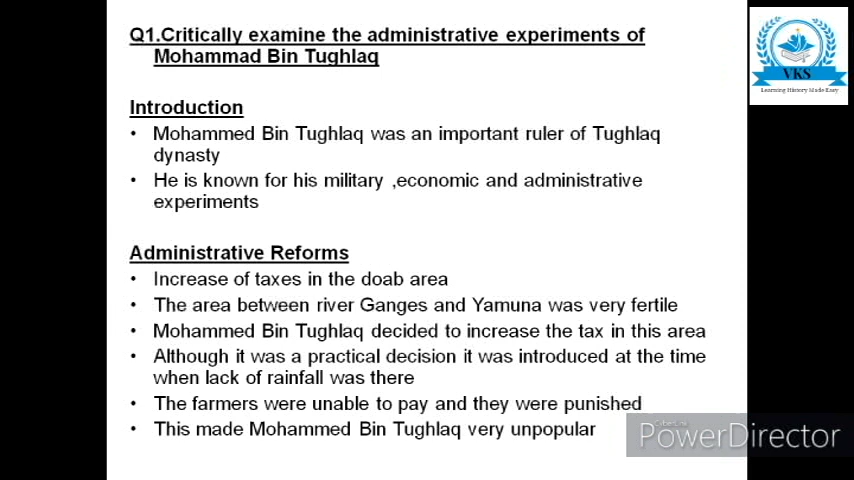 Q1.Critically examine the administrative experiments of
Mohammad Bin Tughlaq
VKS
Learning History Made Easy
Introduction
• Mohammed Bin Tughlaq was an important ruler of Tughlaq
dynasty
• He is known for his military ,economic and administrative
experiments
Administrative Reforms
• Increase of taxes in the doab area
• The area between river Ganges and Yamuna was very fertile
• Mohammed Bin Tughlaq decided to increase the tax in this area
• Although it was a practical decision it was introduced at the time
when lack of rainfall was there
• The farmers were unable to pay and they were punished
• This made Mohammed Bin Tughlaq very unpopular
CyberLink
PowerDirector